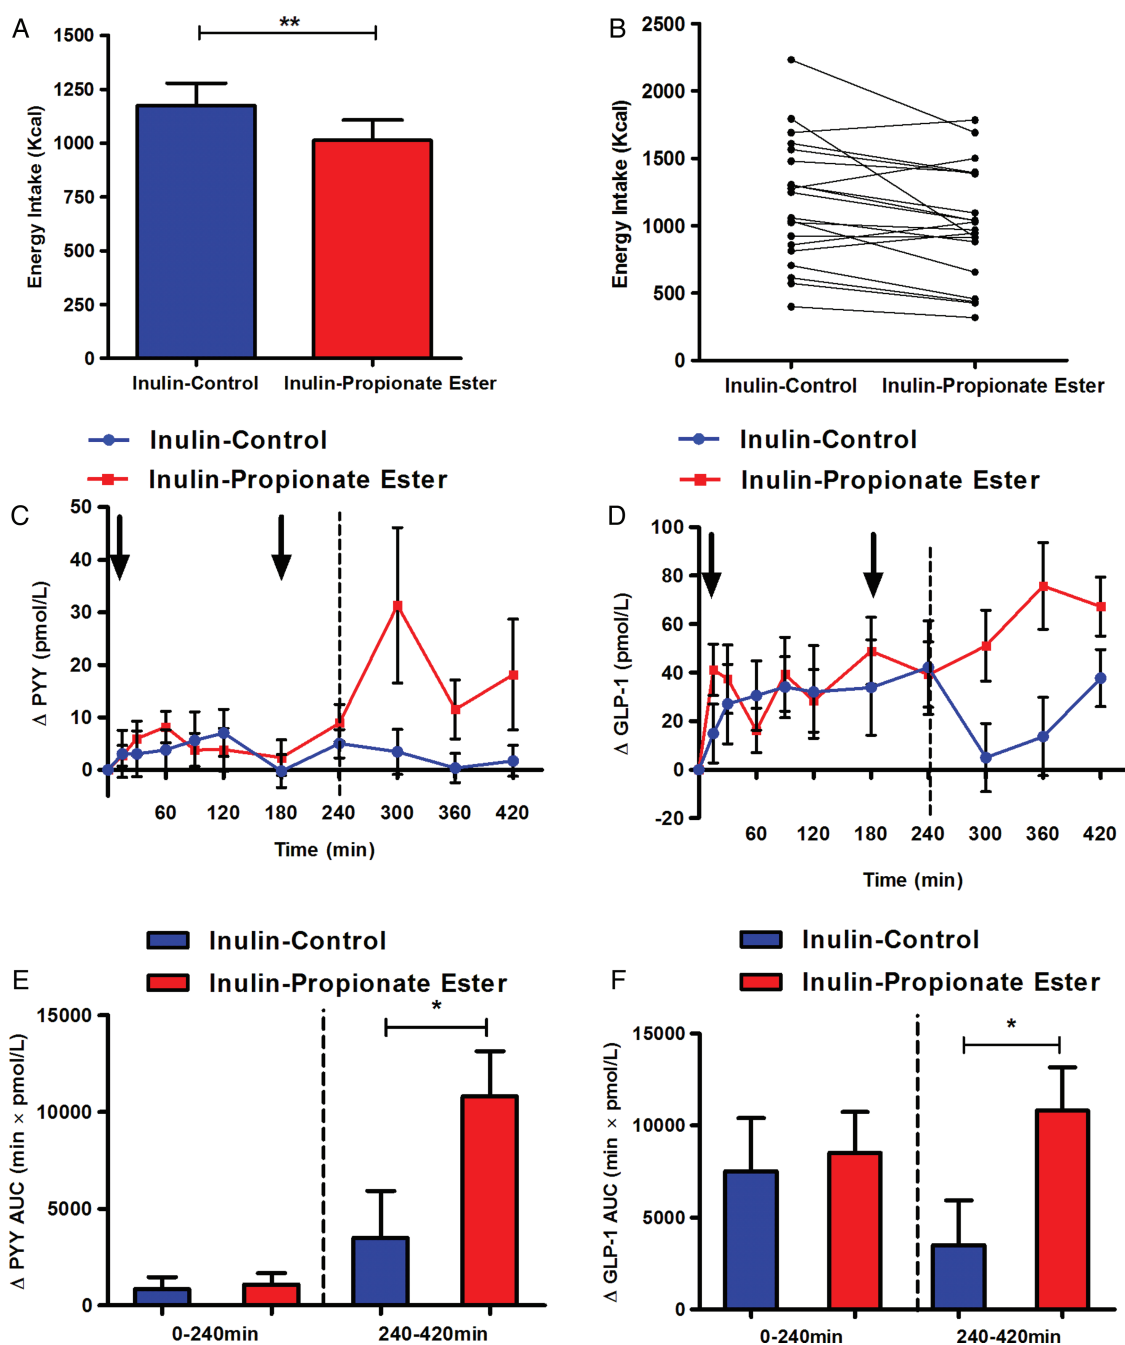 A
**
1500
1250
1000
750
500
250
0
Energy Intake (Kcal)
Inulin-Control
Inulin-Propionate Ester
B
2500
2000
1500
1000
500
0
Energy Intake (Kcal)
Inulin-Control
Inulin-Propionate Ester
Inulin-Control
Inulin-Propionate Ester
C
50
40
30
20
10
0
Δ PYY (pmol/L)
60
120
180
240
300
360
420
Time (min)
Inulin-Control
Inulin-Propionate Ester
D
100
80
60
40
20
0
-20
Δ GLP-1 (pmol/L)
60
120
180
240
300
360
420
Time (min)
Inulin-Control
Inulin-Propionate Ester
E
*
15000
10000
5000
0
Δ PYY AUC (min × pmol/L)
0-240min
240-420min
Inulin-Control
Inulin-Propionate Ester
F
*
15000
10000
5000
0
Δ GLP-1 AUC (min × pmol/L)
0-240min
240-420min